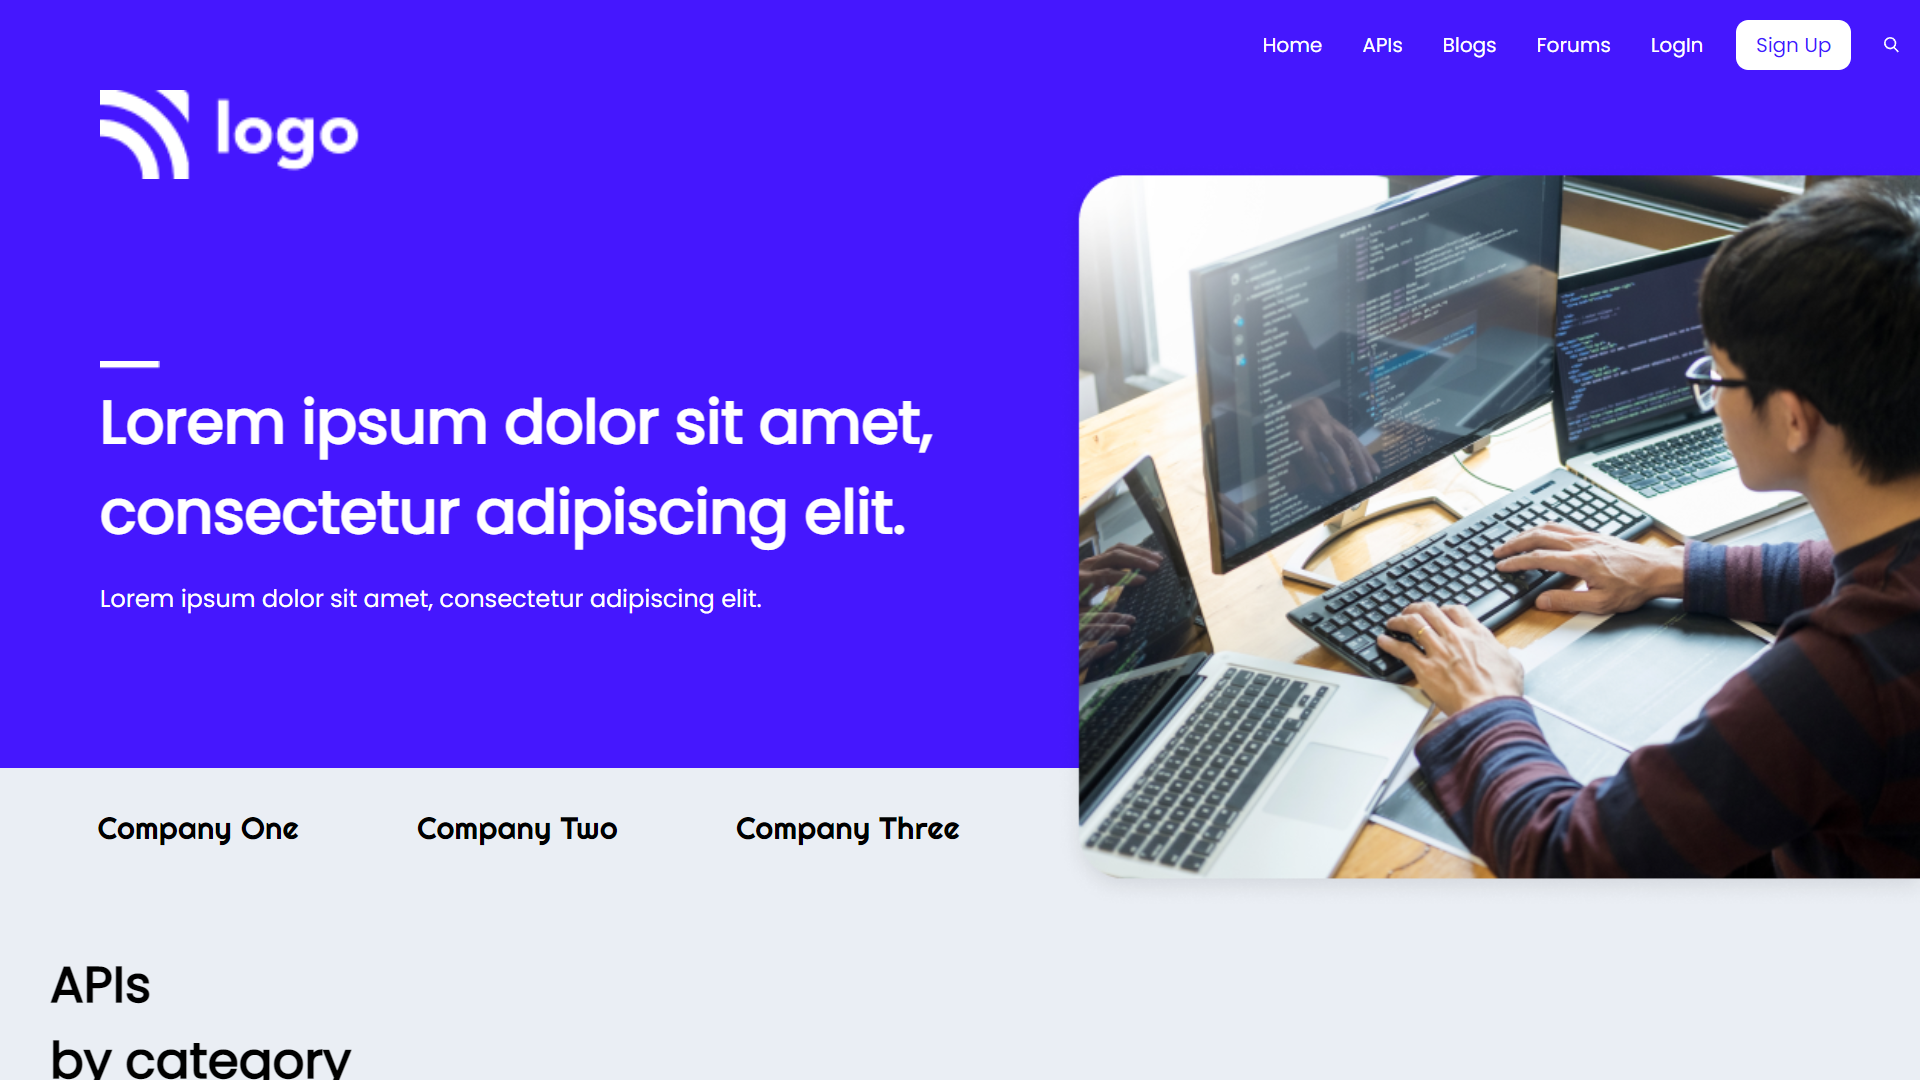 Home
APIs
Blogs
Forums
LogIn
Sign Up
logo
Lorem ipsum dolor sit amet,
consectetur adipiscing elit.
Lorem ipsum dolor sit amet, consectetur adipiscing elit.
Company One
Company Two
Company Three
APIs
by category